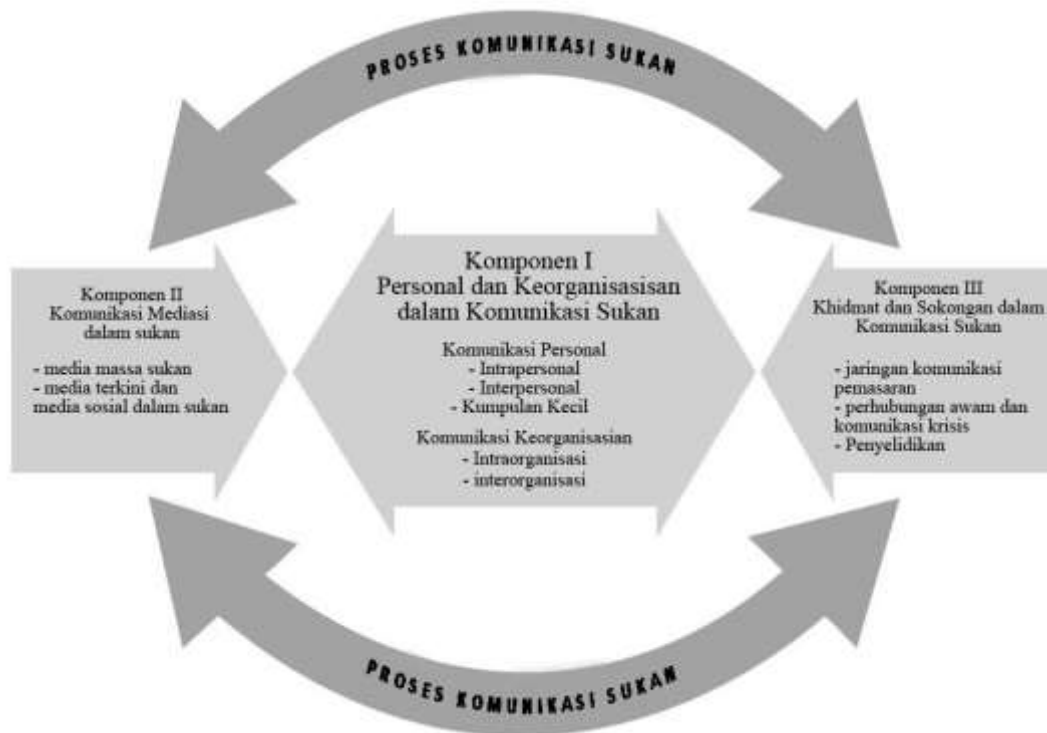 PROSES KOMUNIKASI SUKAN
Komponen II
Komunikasi Mediasi
dalam sukan
- media massa sukan
- media terkini dan
media sosial dalam sukan
Komponen I
Personal dan Keorganisasisan
dalam Komunikasi Sukan
Komunikasi Personal
- Intrapersonal
- Interpersonal
- Kumpulan Kecil
Komunikasi Keorganisasian
- Intraorganisasi
- interorganisasi
Komponen III
Khidmat dan Sokongan dalam
Komunikasi Sukan
- jaringan komunikasi
pemasaran
- perhubungan awam dan
komunikasi krisis
- Penyelidikan
PROSES KOMUNIKASI SUKAN